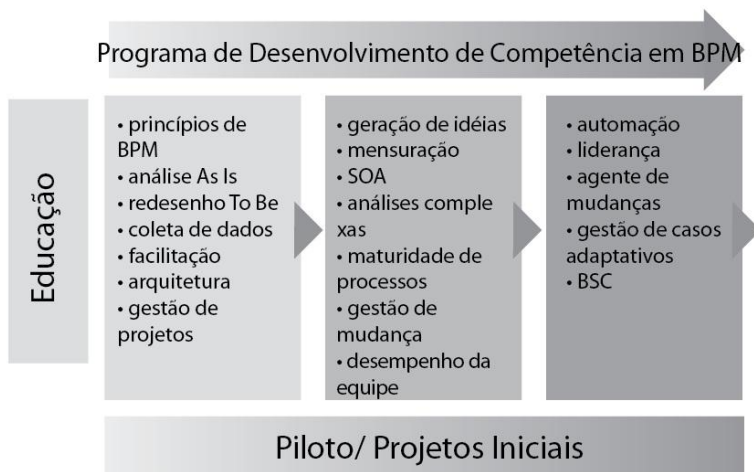 Programa de Desenvolvimento de Competência em BPM
Educação
• princípios de
BPM
• análise As Is
• redesenho To Be
• coleta de dados
• facilitação
• arquitetura
• gestão de
projetos
• geração de idéias
• mensuração
• SOA
• análises comple
xas
• maturidade de
processos
• gestão de
mudança
• desempenho da
equipe
• automação
• liderança
• agente de
mudanças
• gestão de casos
adaptativos
• BSC
Piloto/ Projetos Iniciais